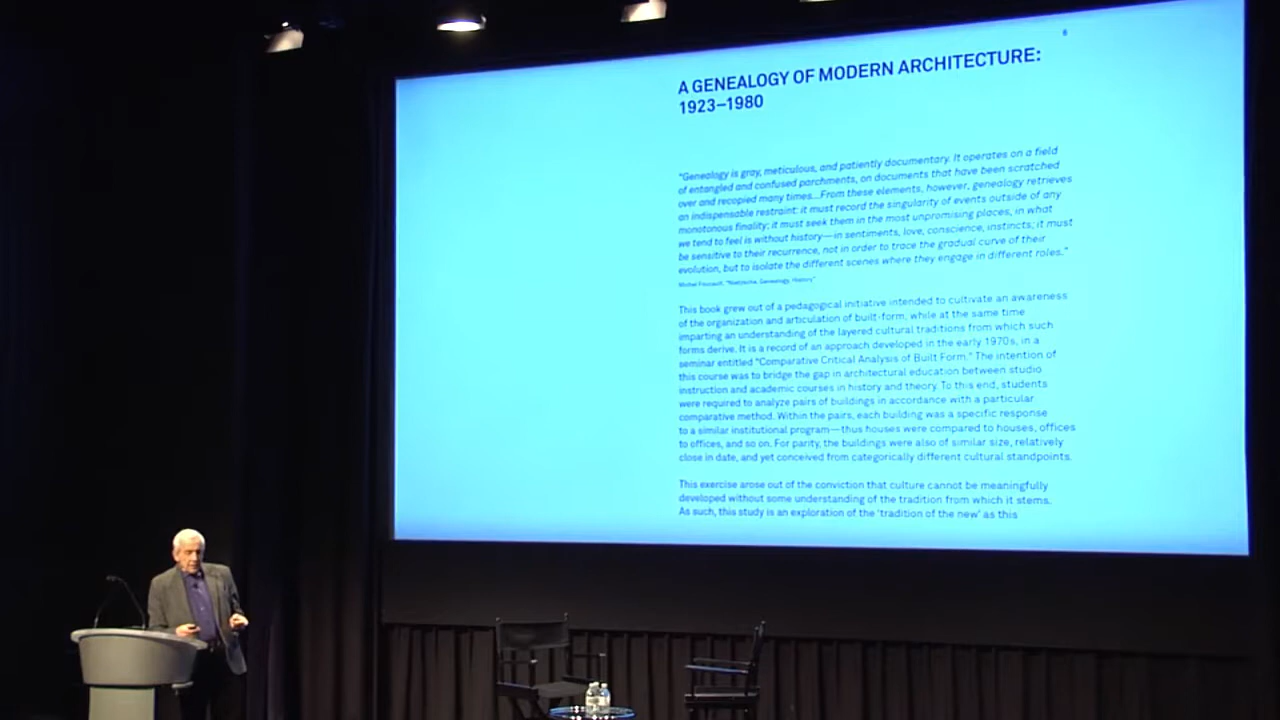 6
A GENEALOGY OF MODERN ARCHITECTURE:
1923–1980
"Genealogy is gray, meticulous, and patiently documentary. It operates on a field
of entangled and confused parchments, on documents that have been scratched
over and recopied many times...From these elements, however, genealogy retrieves
an indispensable restraint: it must record the singularity of events outside of any
monotonous finality; it must seek them in the most unpromising places, in what
we tend to feel is without history—in sentiments, love, conscience, instincts; it must
be sensitive to their recurrence, not in order to trace the gradual curve of their
evolution, but to isolate the different scenes where they engage in different roles."
Michel Foucault, "Nietzsche, Genealogy, History"
This book grew out of a pedagogical initiative intended to cultivate an awareness
of the organization and articulation of built-form, while at the same time
imparting an understanding of the layered cultural traditions from which such
forms derive. It is a record of an approach developed in the early 1970s, in a
seminar entitled "Comparative Critical Analysis of Built Form." The intention of
this course was to bridge the gap in architectural education between studio
instruction and academic courses in history and theory. To this end, students
were required to analyze pairs of buildings in accordance with a particular
comparative method. Within the pairs, each building was a specific response
to a similar institutional program—thus houses were compared to houses, offices
to offices, and so on. For parity, the buildings were also of similar size, relatively
close in date, and yet conceived from categorically different cultural standpoints.
This exercise arose out of the conviction that culture cannot be meaningfully
developed without some understanding of the tradition from which it stems.
As such, this study is an exploration of the 'tradition of the new' as this